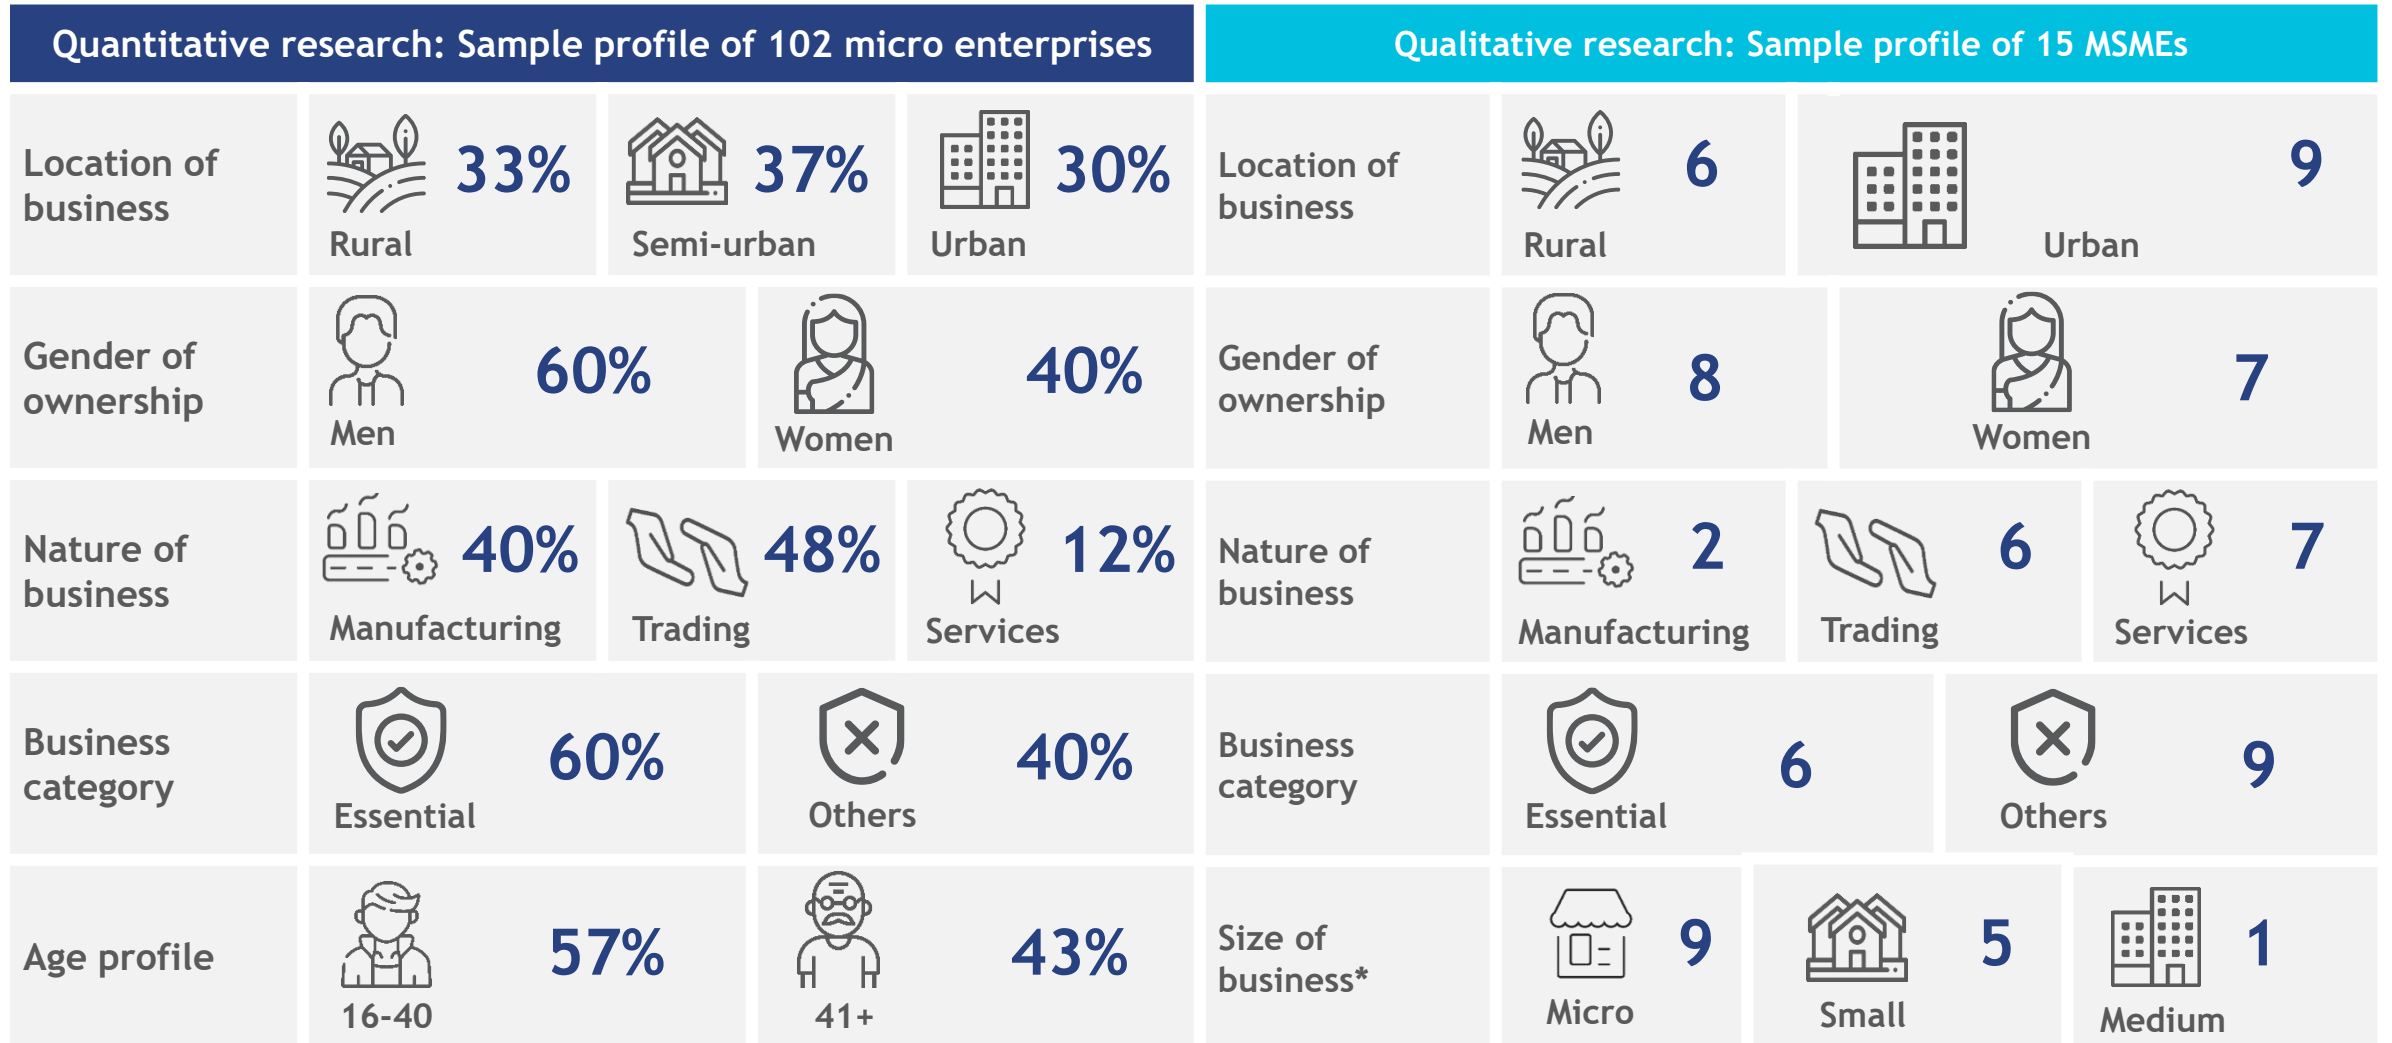 Quantitative research: Sample profile of 102 micro enterprises
Location of
business
33%
Rural
37%
Semi-urban
30%
Urban
Gender of
ownership
60%
Men
40%
Women
Nature of
business
40%
Manufacturing
48%
Trading
12%
Services
Business
category
60%
Essential
40%
Others
Age profile
57%
16-40
43%
41+
Qualitative research: Sample profile of 15 MSMEs
Location of
business
6
Rural
9
Urban
Gender of
ownership
8
Men
7
Women
Nature of
business
2
Manufacturing
6
Trading
7
Services
Business
category
6
Essential
9
Others
Size of
business*
9
Micro
5
Small
1
Medium